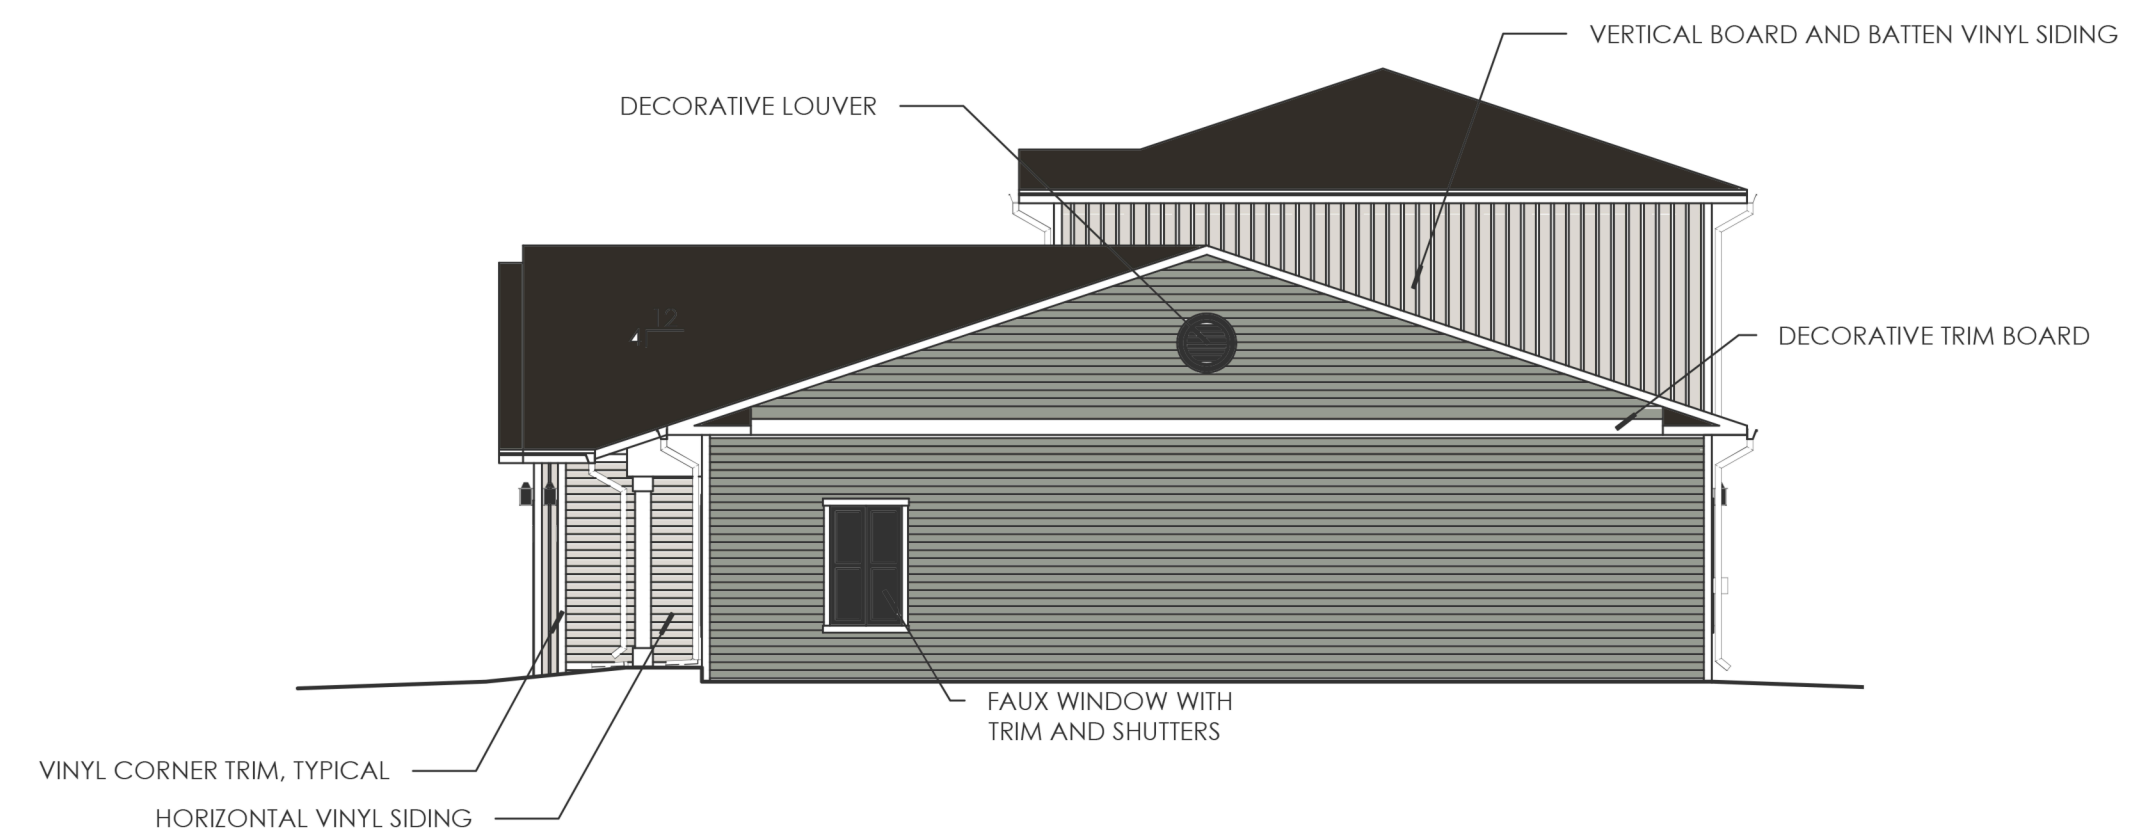 VERTICAL BOARD AND BATTEN VINYL SIDING
DECORATIVE LOUVER
12
DECORATIVE TRIM BOARD
FAUX WINDOW WITH
TRIM AND SHUTTERS
VINYL CORNER TRIM, TYPICAL
HORIZONTAL VINYL SIDING